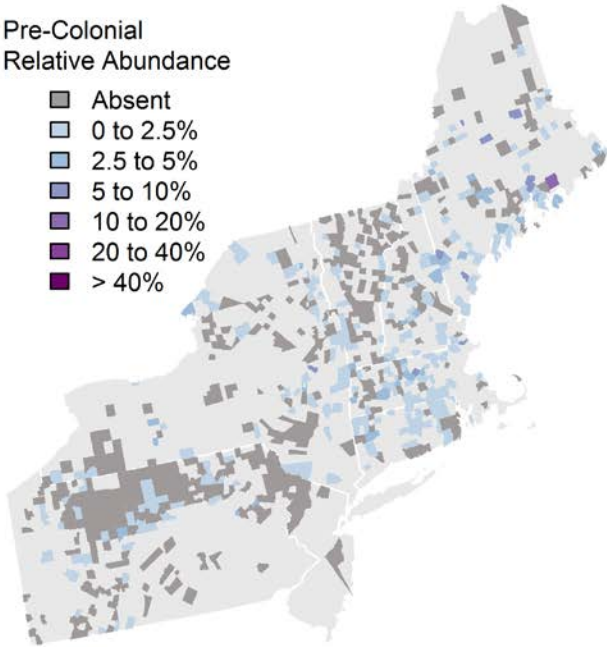 Pre-Colonial
Relative Abundance
Absent
0 to 2.5%
2.5 to 5%
5 to 10%
10 to 20%
20 to 40%
> 40%